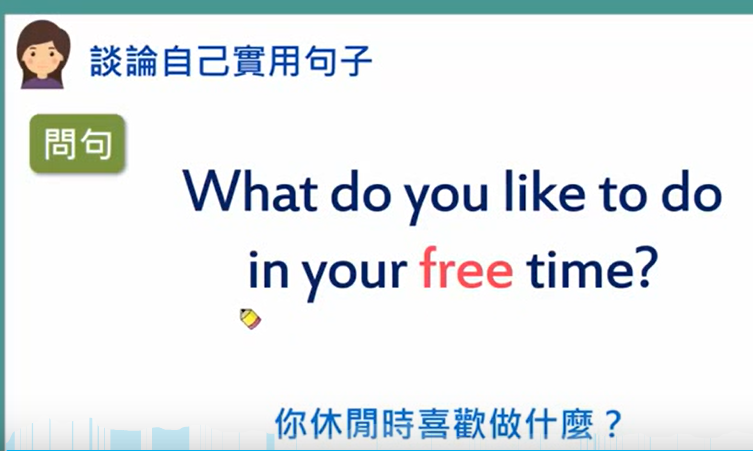 談論自己實用句子
問句
What do you like to do
in your free time?
你休閒時喜歡做什麼？